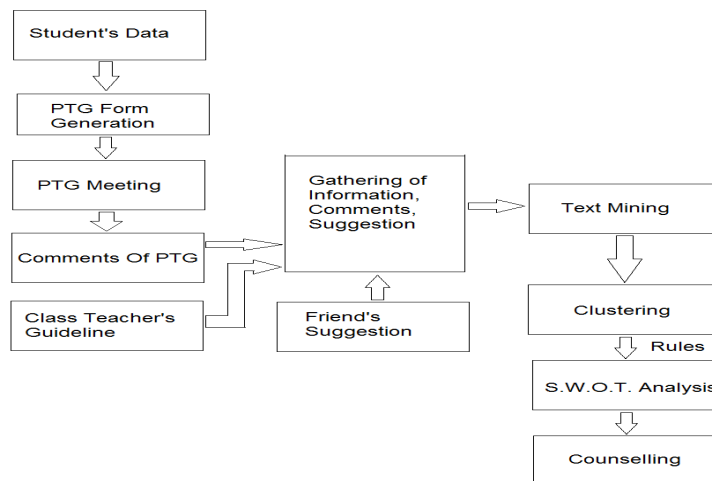 Student's Data
PTG Form
Generation
PTG Meeting
Comments Of PTG
Class Teacher's
Guideline
Gathering of
Information,
Comments,
Suggestion
Friend's
Suggestion
Text Mining
Clustering
Rules
S.W.O.T. Analysis
Counselling